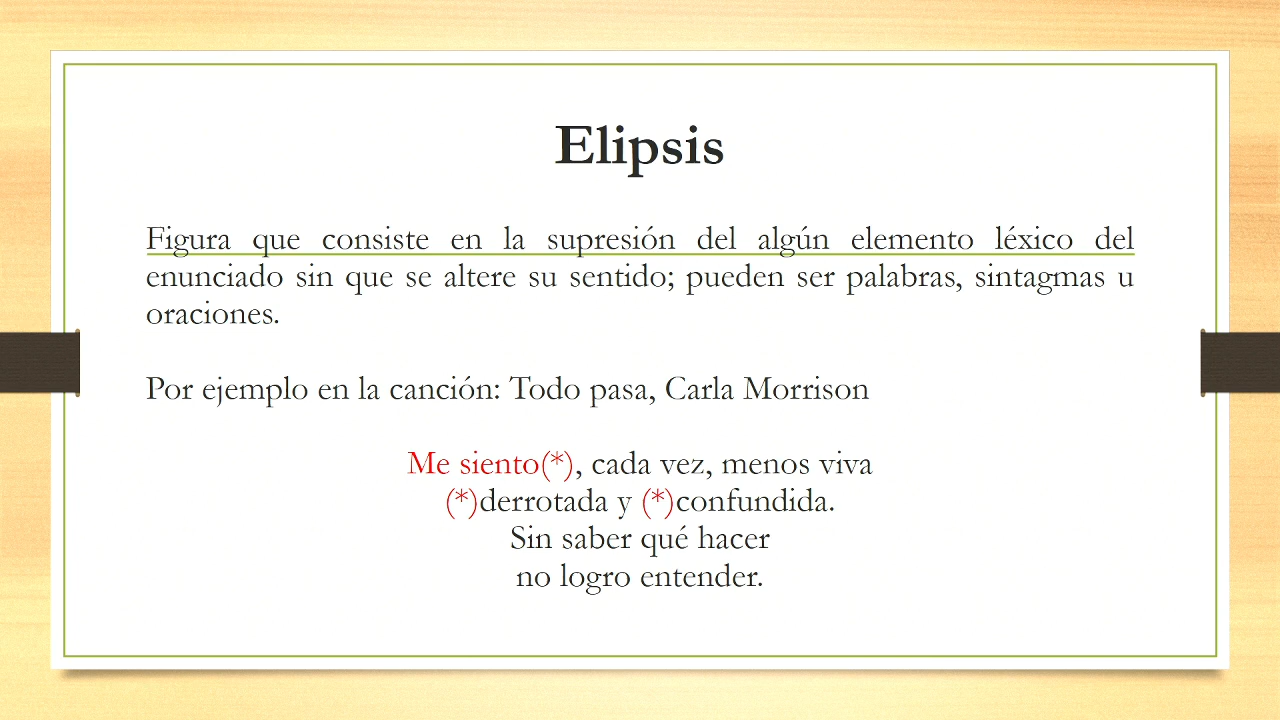 Elipsis
Figura que consiste en la supresión del algún elemento léxico del
enunciado sin que se altere su sentido; pueden ser palabras, sintagmas u
oraciones.
Por ejemplo en la canción: Todo pasa, Carla Morrison
Me siento(*), cada vez, menos viva
(*)derrotada y (*)confundida.
Sin saber qué hacer
no logro entender.